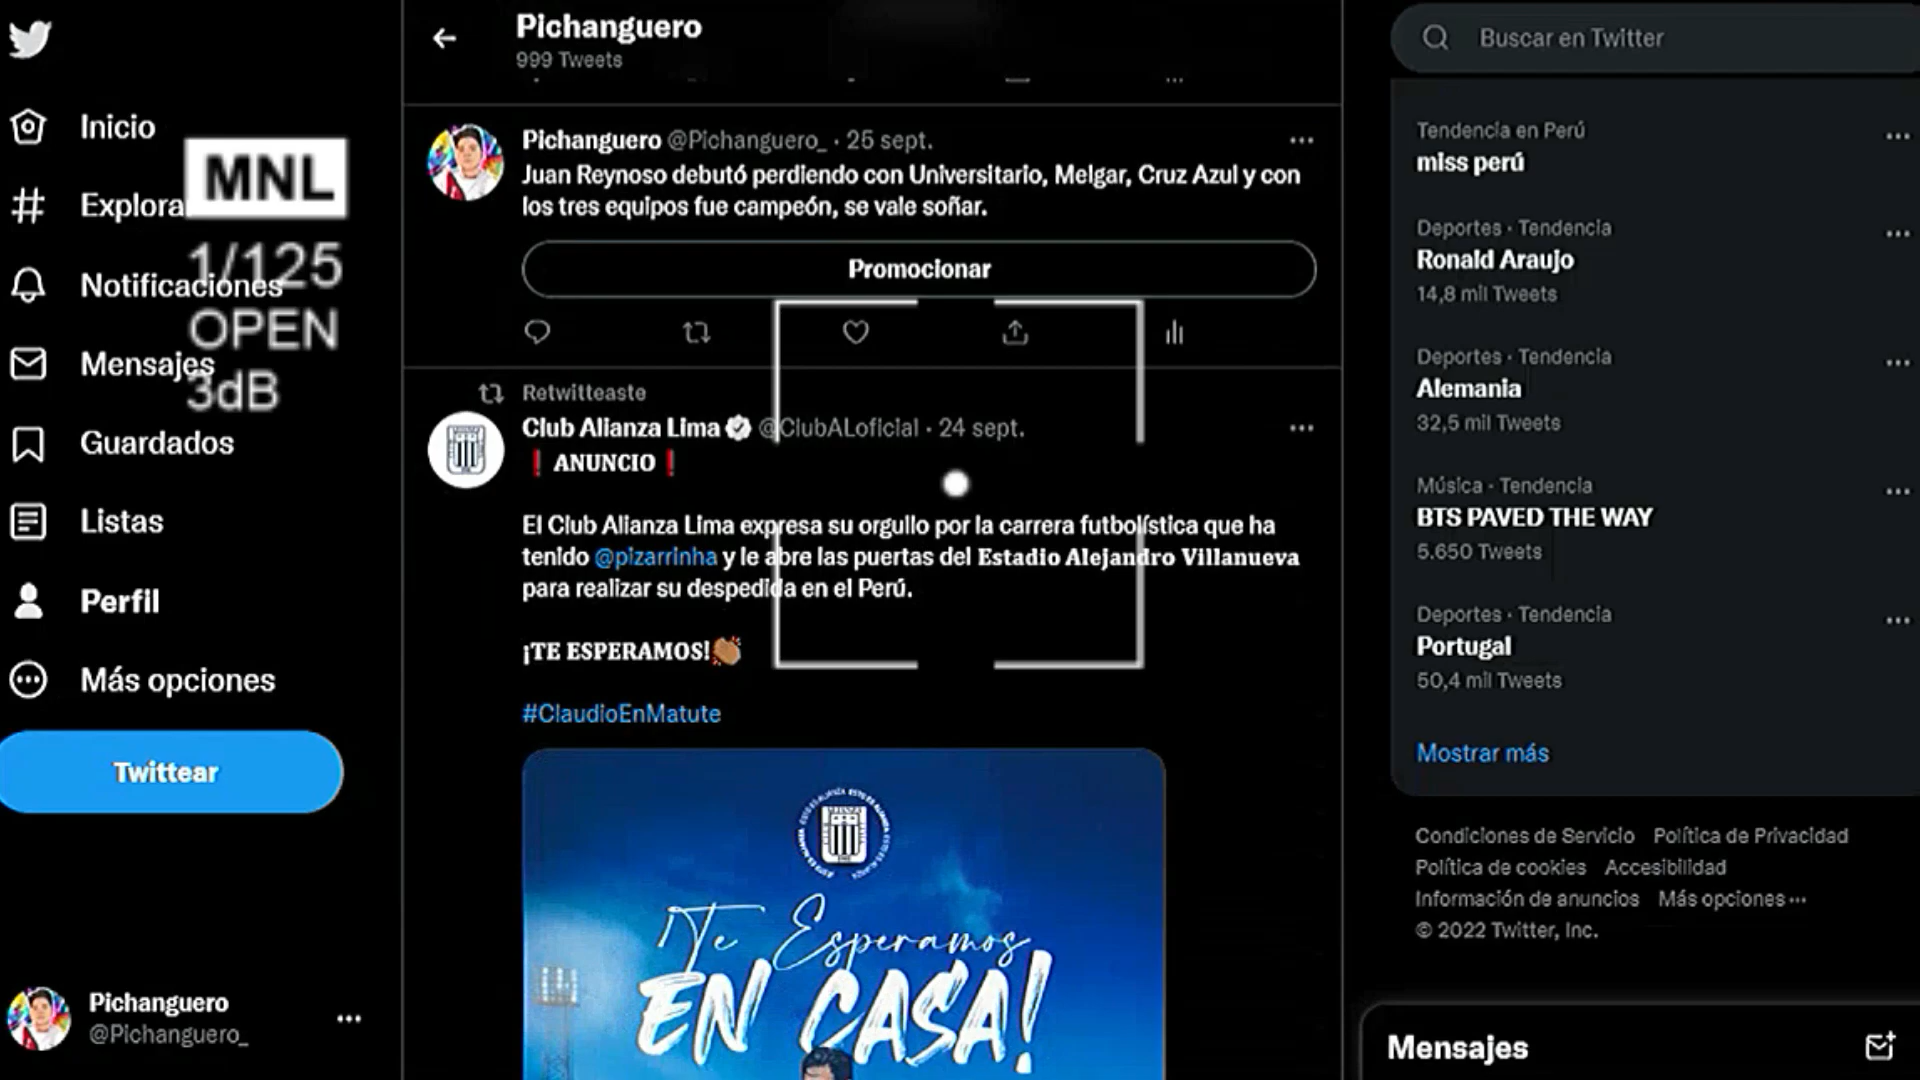 Pichanguero
999 Tweets
Buscar en Twitter
Inicio
Explora
Notificaciones
Mensajes
Guardados
Listas
Perfil
Más opciones
Twittear
Pichanguero
@Pichanguero_
MNL
1/125
OPEN
3dB
Pichanguero @Pichanguero_ · 25 sept.
Juan Reynoso debutó perdiendo con Universitario, Melgar, Cruz Azul y con
los tres equipos fue campeón, se vale soñar.
Promocionar
Retwitteaste
Club Alianza Lima @ClubALoficial · 24 sept.
❗ANUNCIO❗
El Club Alianza Lima expresa su orgullo por la carrera futbolística que ha
tenido @pizarrinha y le abre las puertas del Estadio Alejandro Villanueva
para realizar su despedida en el Perú.
¡TE ESPERAMOS!👏🏽
#ClaudioEnMatute
¡Te Esperamos
EN CASA!
Tendencia en Perú
miss perú
Deportes · Tendencia
Ronald Araujo
14,8 mil Tweets
Deportes · Tendencia
Alemania
32,5 mil Tweets
Música · Tendencia
BTS PAVED THE WAY
5.650 Tweets
Deportes · Tendencia
Portugal
50,4 mil Tweets
Mostrar más
Condiciones de Servicio Política de Privacidad
Política de cookies Accesibilidad
Información de anuncios Más opciones ···
© 2022 Twitter, Inc.
Mensajes